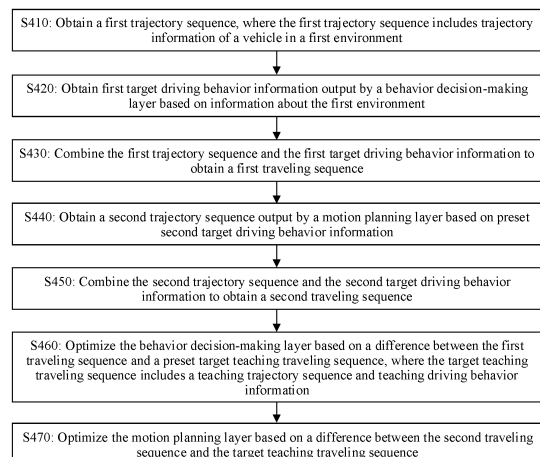 S410: Obtain a first trajectory sequence, where the first trajectory sequence includes trajectory
information of a vehicle in a first environment
S420: Obtain first target driving behavior information output by a behavior decision-making
layer based on information about the first environment
S430: Combine the first trajectory sequence and the first target driving behavior information to
obtain a first traveling sequence
S440: Obtain a second trajectory sequence output by a motion planning layer based on preset
second target driving behavior information
S450: Combine the second trajectory sequence and the second target driving behavior
information to obtain a second traveling sequence
S460: Optimize the behavior decision-making layer based on a difference between the first
traveling sequence and a preset target teaching traveling sequence, where the target teaching
traveling sequence includes a teaching trajectory sequence and teaching driving behavior
information
S470: Optimize the motion planning layer based on a difference between the second traveling
sequence and the target teaching traveling sequence